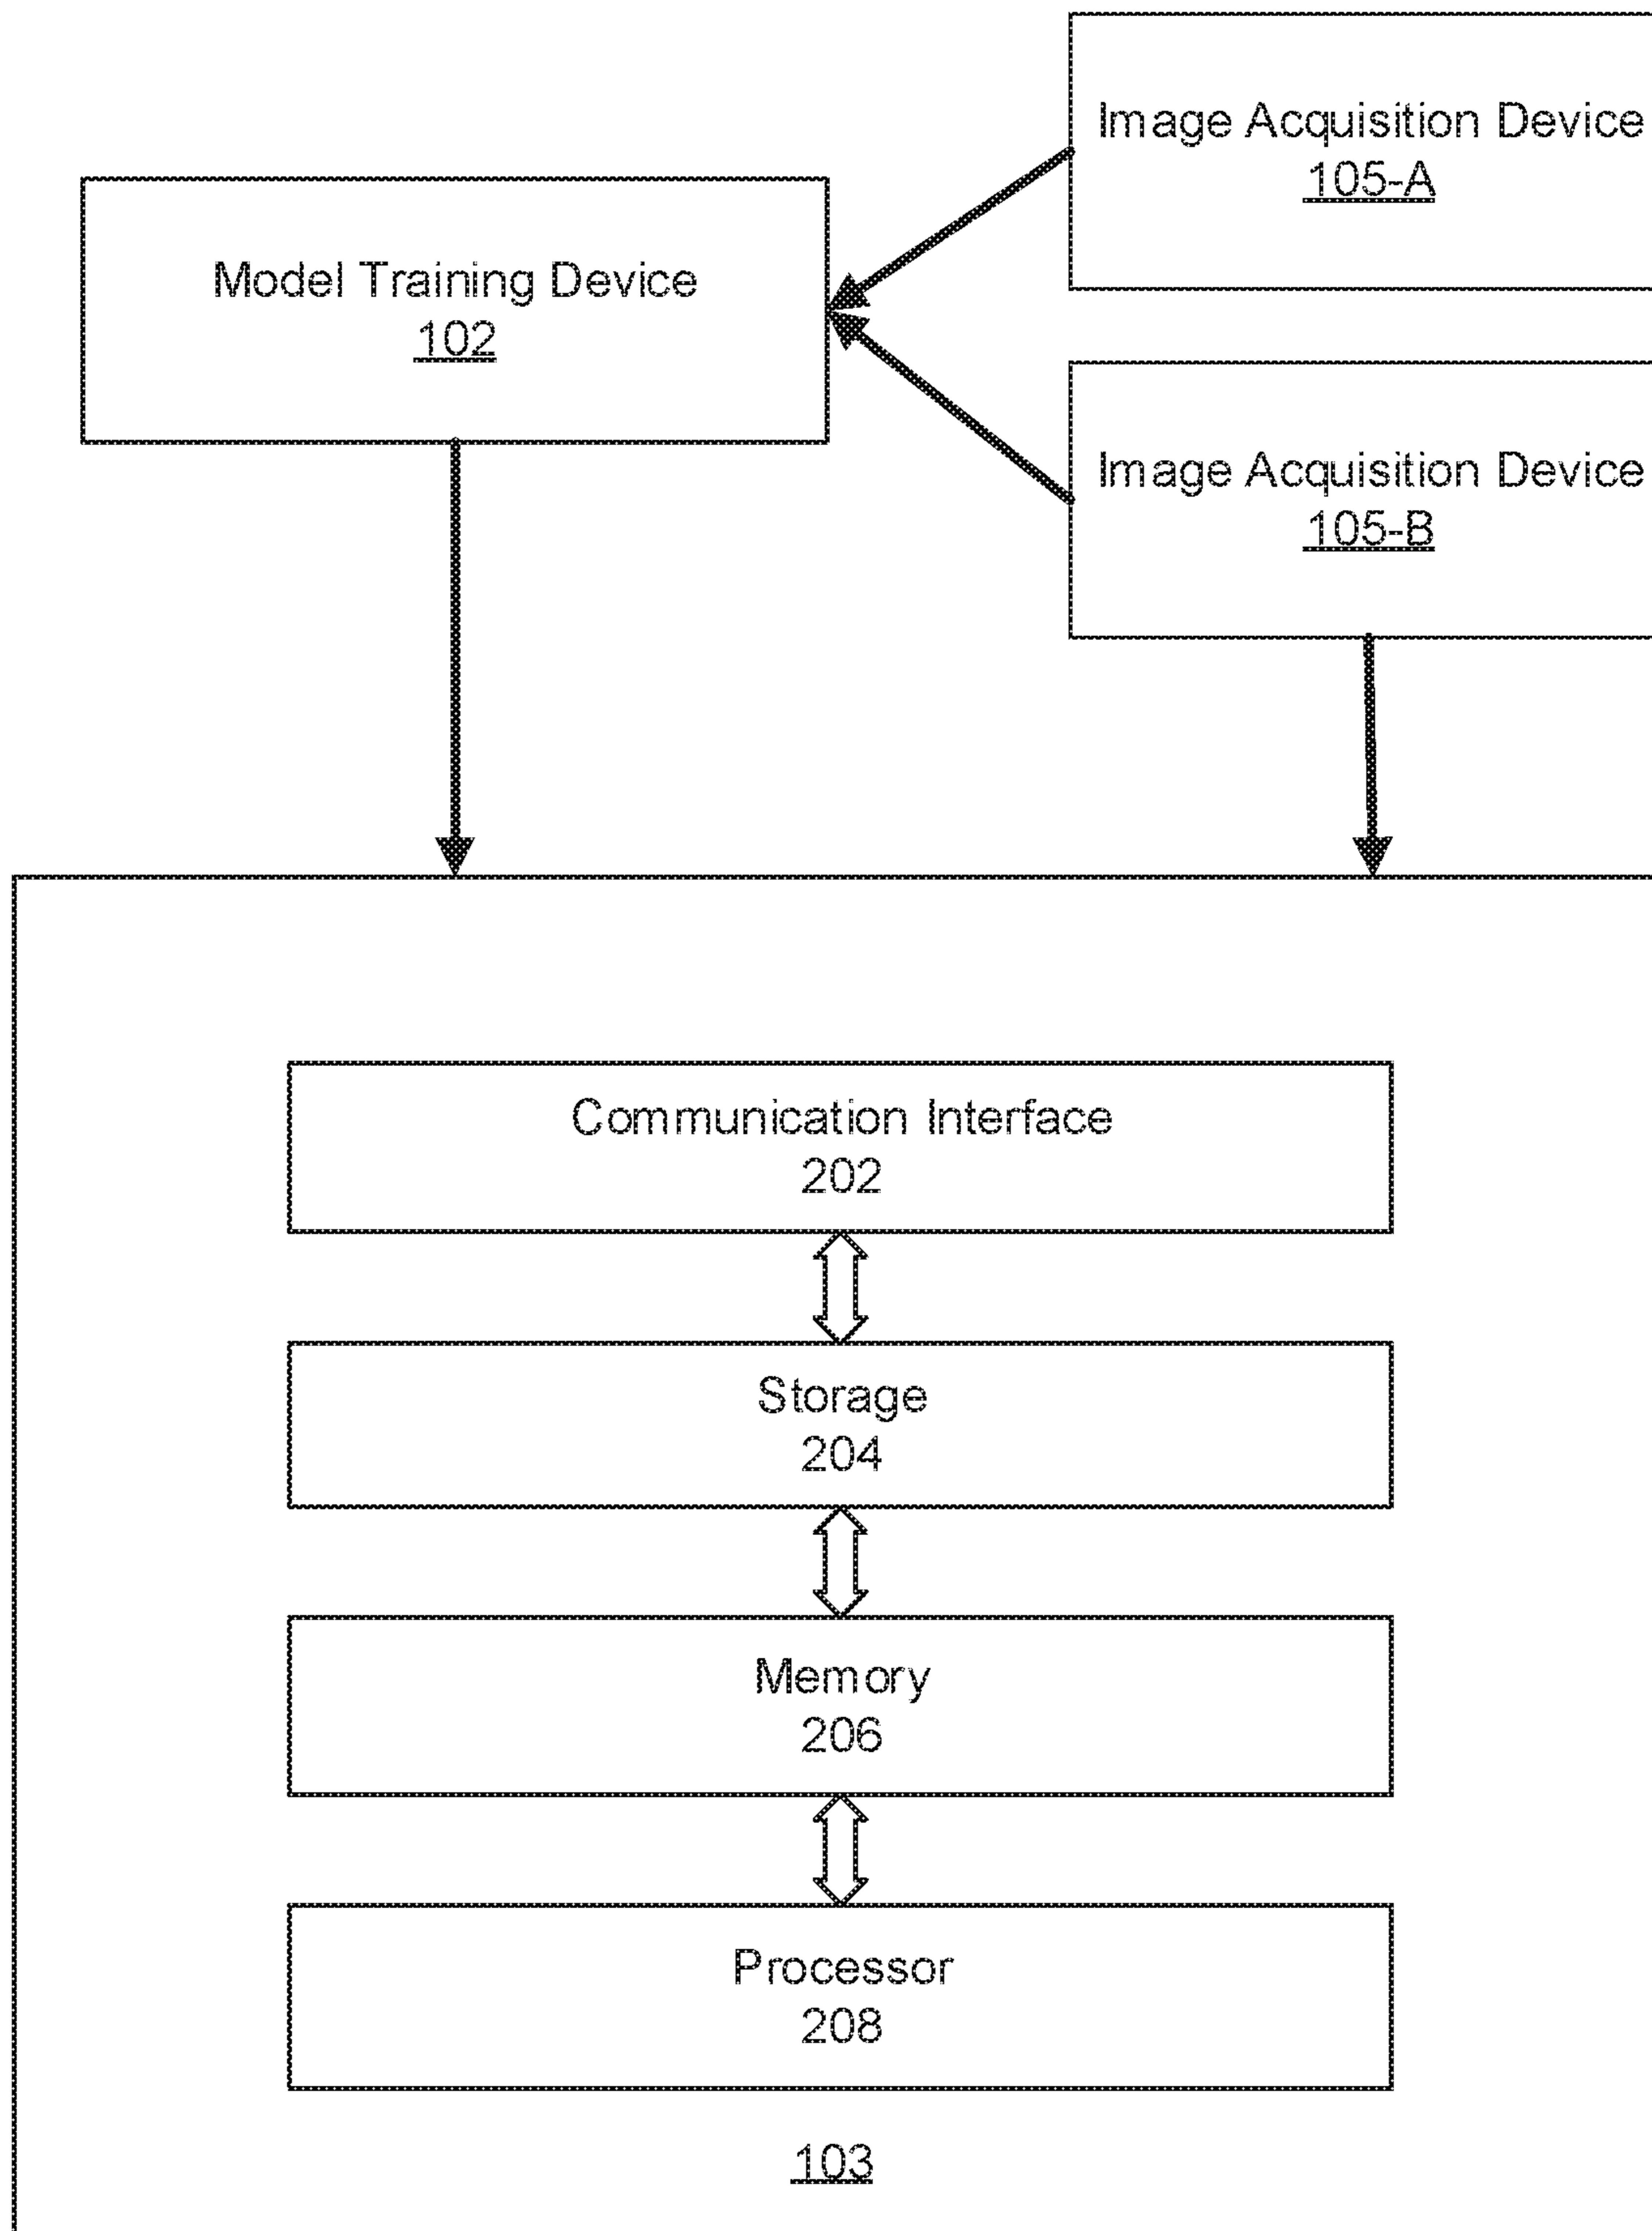 Image Acquisition Device
105-A
Model Training Device
102
Image Acquisition Device
105-B
Communication Interface
202
Storage
204
Memory
206
Processor
208
103